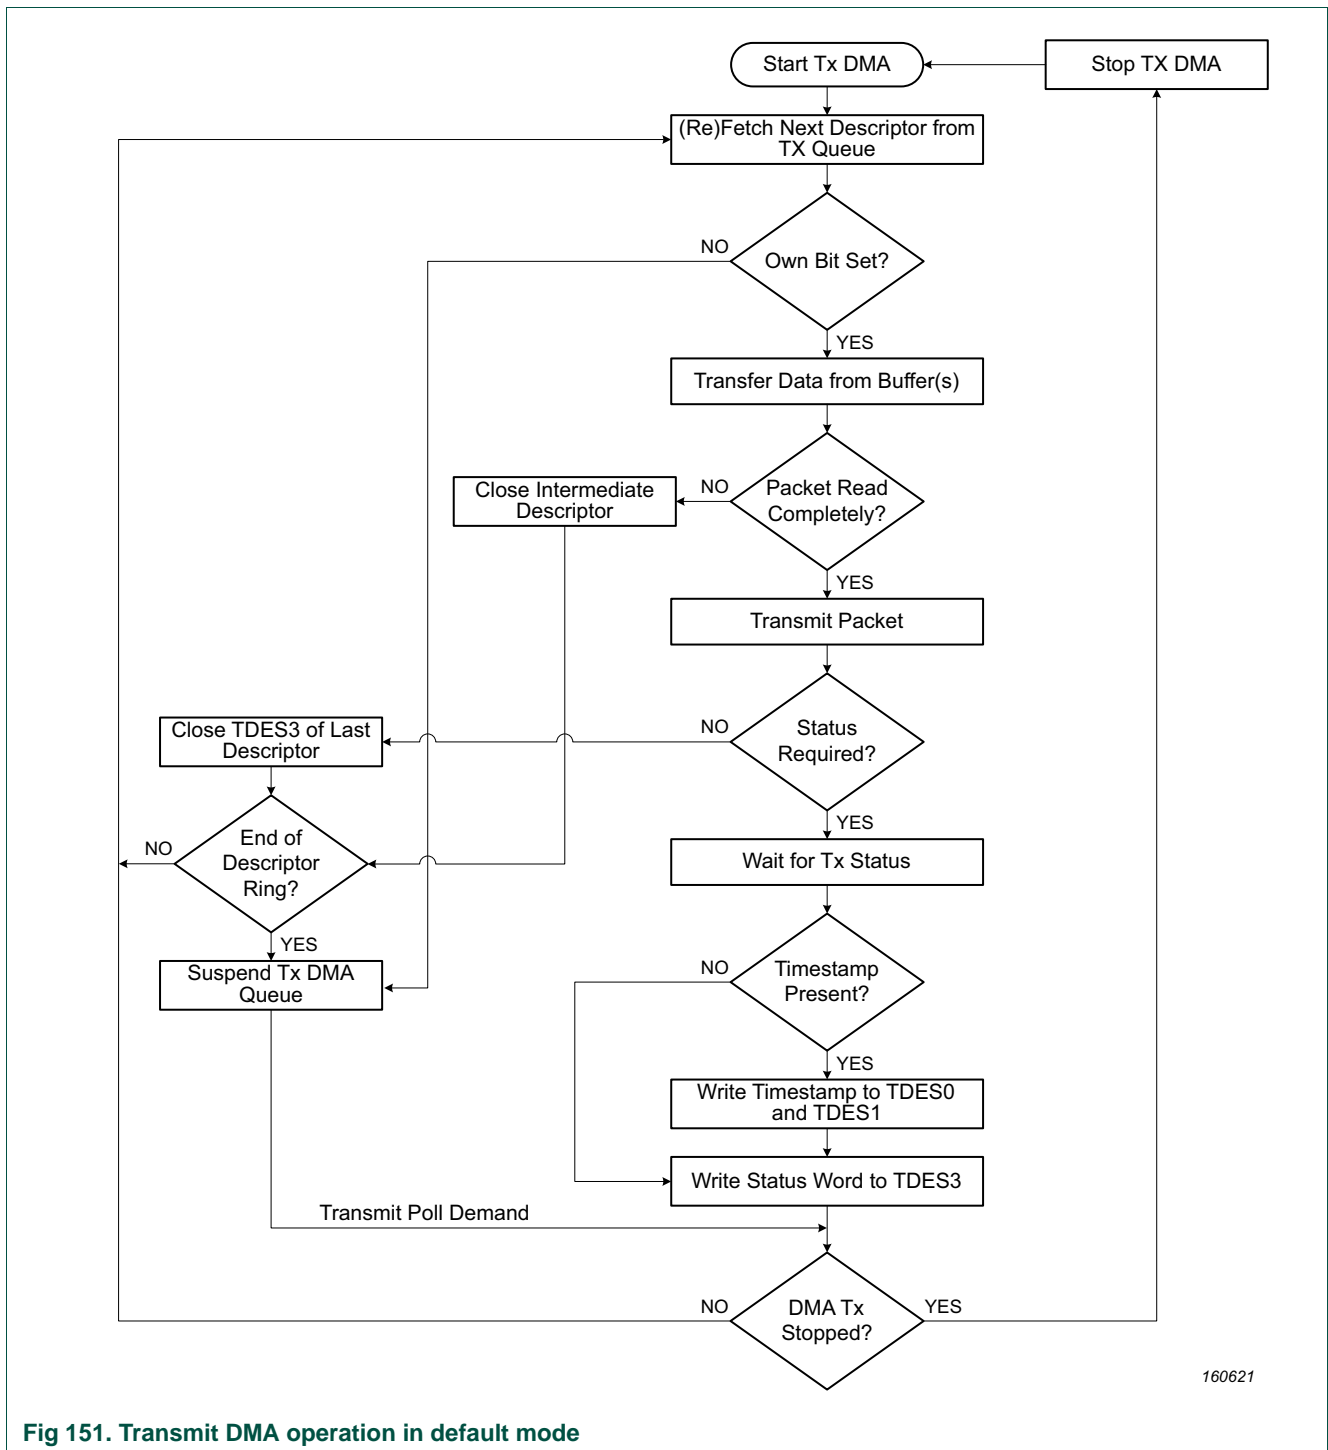 Start Tx DMA
Stop TX DMA
(Re)Fetch Next Descriptor from
TX Queue
NO
Own Bit Set?
YES
Transfer Data from Buffer(s)
Close Intermediate
Descriptor
NO
Packet Read
Completely?
YES
Transmit Packet
Close TDES3 of Last
Descriptor
NO
Status
Required?
YES
NO
End of
Descriptor
Ring?
Wait for Tx Status
YES
Suspend Tx DMA
Queue
NO
Timestamp
Present?
YES
Write Timestamp to TDES0
and TDES1
Write Status Word to TDES3
Transmit Poll Demand
NO
DMA Tx
Stopped?
YES
160621
Fig 151. Transmit DMA operation in default mode